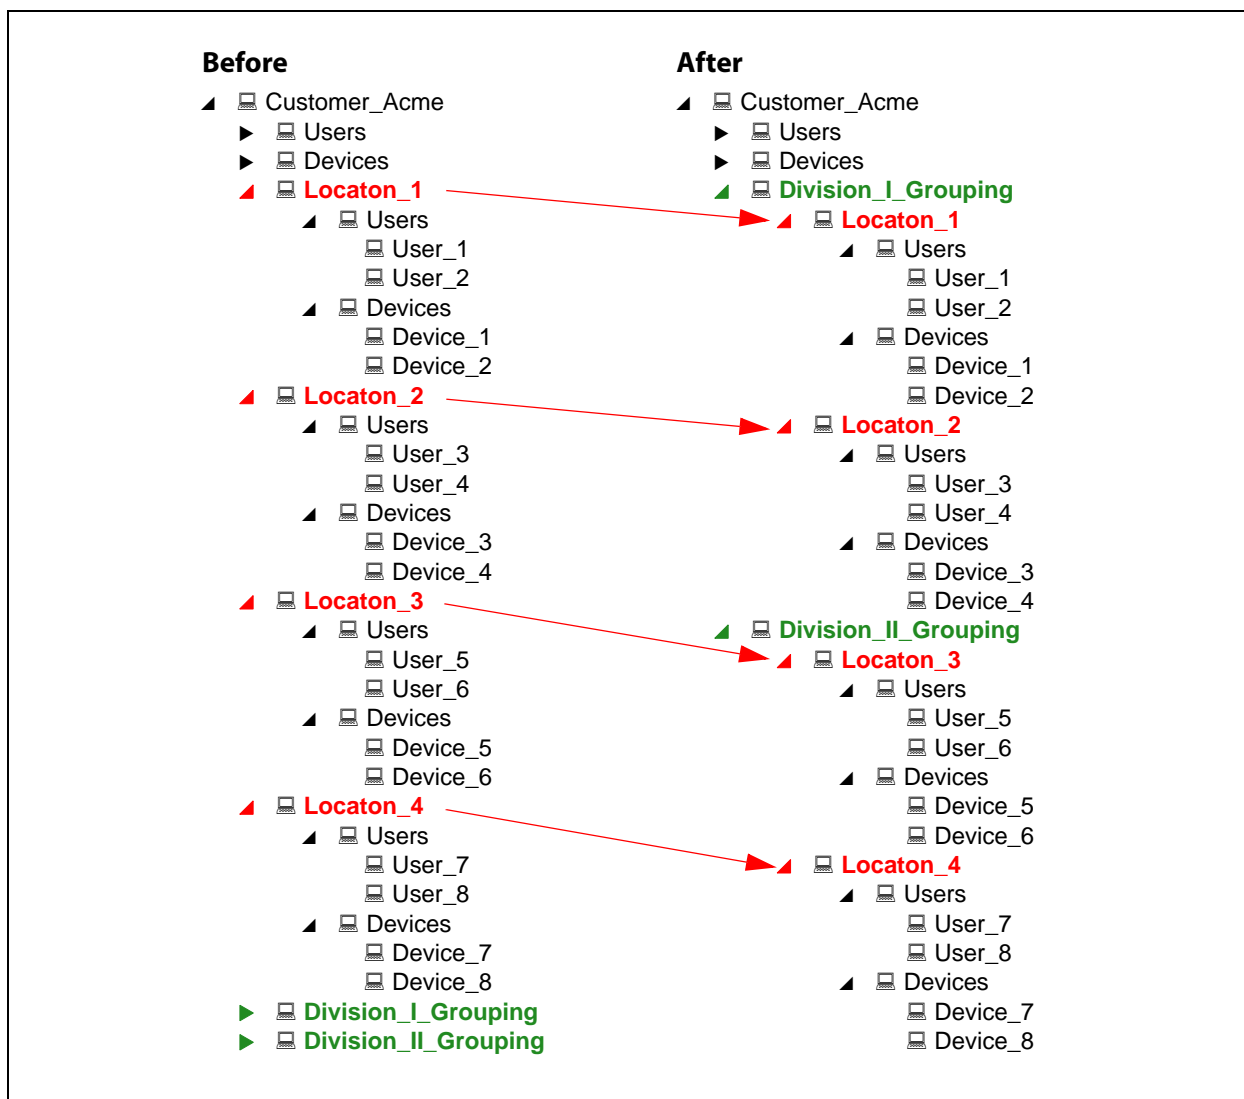 Before
Customer_Acme
Users
Devices
Locaton_1
Users
User_1
User_2
Devices
Device_1
Device_2
Locaton_2
Users
User_3
User_4
Devices
Device_3
Device_4
Locaton_3
Users
User_5
User_6
Devices
Device_5
Device_6
Locaton_4
Users
User_7
User_8
Devices
Device_7
Device_8
Division_I_Grouping
Division_II_Grouping
After
Customer_Acme
Users
Devices
Division_I_Grouping
Locaton_1
Users
User_1
User_2
Devices
Device_1
Device_2
Locaton_2
Users
User_3
User_4
Devices
Device_3
Device_4
Division_II_Grouping
Locaton_3
Users
User_5
User_6
Devices
Device_5
Device_6
Locaton_4
Users
User_7
User_8
Devices
Device_7
Device_8